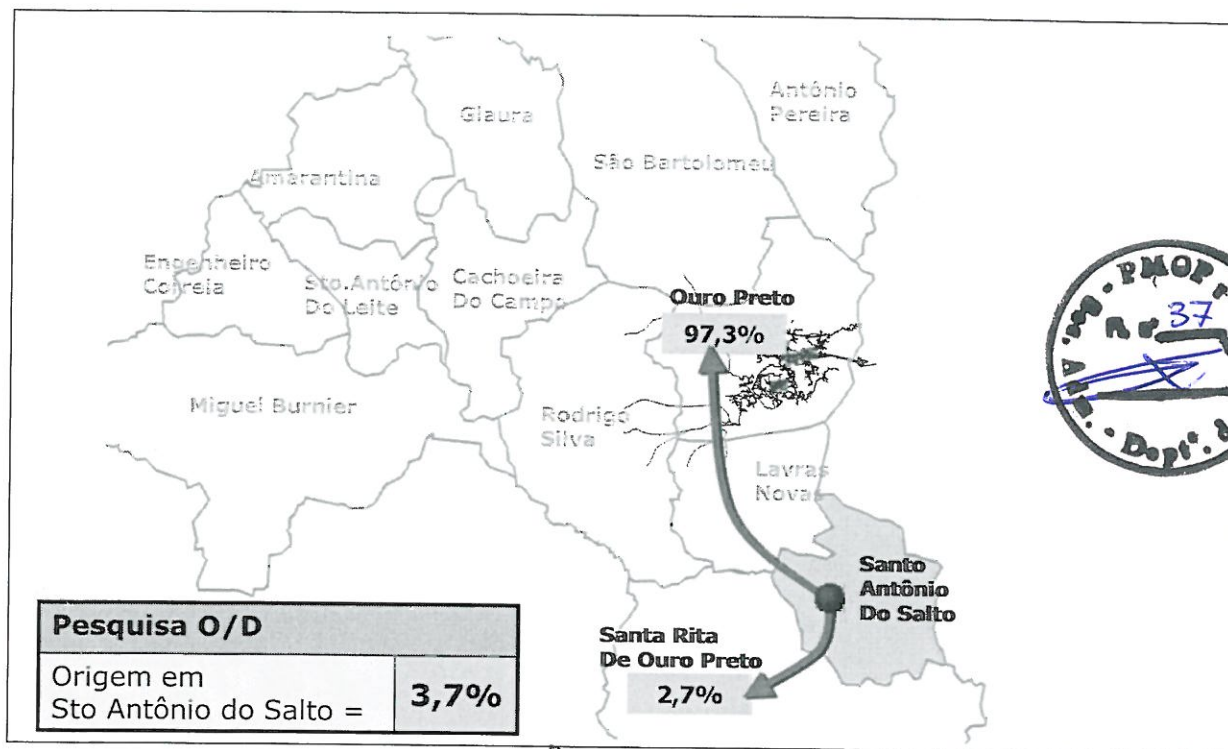 Glaura
Antônio
Pereira
São Bartolomeu
Amarantina
Engenheiro
Correia
Sto.Antônio
Do Leite
Cachoeira
Do Campo
Ouro Preto
97,3%
Miguel Burnier
Rodrigo
Silva
Lavras
Novas
Santo
Antônio
Do Salto
Santa Rita
De Ouro Preto
2,7%
Pesquisa O/D
Origem em
Sto Antônio do Salto =
3,7%
PMOP
37
Dept°.